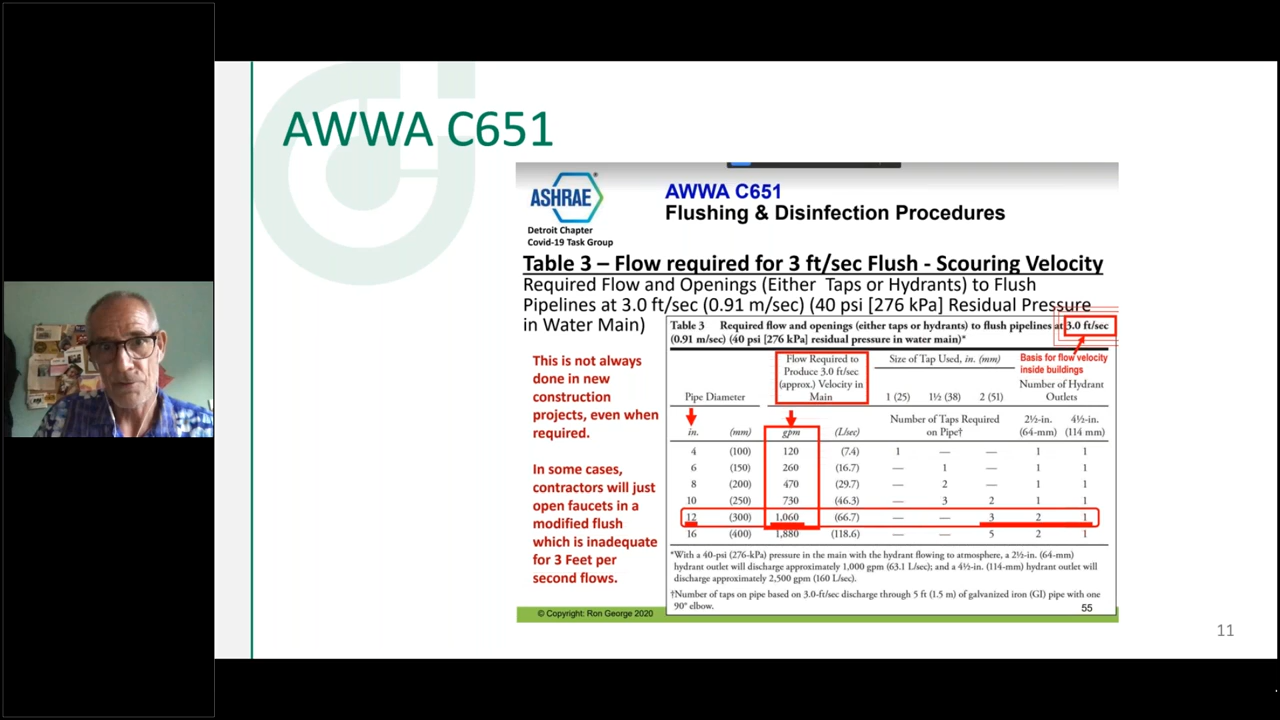 AWWA C651
ASHRAE
Detroit Chapter
Covid-19 Task Group
AWWA C651
Flushing & Disinfection Procedures
Table 3 – Flow required for 3 ft/sec Flush - Scouring Velocity
Required Flow and Openings (Either Taps or Hydrants) to Flush
Pipelines at 3.0 ft/sec (0.91 m/sec) (40 psi [276 kPa] Residual Pressure
in Water Main)
This is not always
done in new
construction
projects, even when
required.
In some cases,
contractors will just
open faucets in a
modified flush
which is inadequate
for 3 Feet per
second flows.
Table 3 Required flow and openings (either taps or hydrants) to flush pipelines at 3.0 ft/sec
(0.91 m/sec) (40 psi [276 kPa] residual pressure in water main)*
Basis for flow velocity
inside buildings
Flow Required to
Produce 3.0 ft/sec
(approx.) Velocity in
Main
Size of Tap Used, in. (mm)
Number of Hydrant
Outlets
Pipe Diameter
1 (25) 1½ (38) 2 (51)
Number of Taps Required
on Pipe†
2½-in.
(64-mm)
4½-in.
(114 mm)
in. (mm) gpm (L/sec)
4 (100) 120 (7.4) 1 — — 1 1
6 (150) 260 (16.7) — 1 — 1 1
8 (200) 470 (29.7) — 2 — 1 1
10 (250) 730 (46.3) — 3 2 1 1
12 (300) 1,060 (66.7) — — 3 2 1
16 (400) 1,880 (118.6) — — 5 2 1
*With a 40-psi (276-kPa) pressure in the main with the hydrant flowing to atmosphere, a 2½-in. (64-mm)
hydrant outlet will discharge approximately 1,000 gpm (63.1 L/sec); and a 4½-in. (114-mm) hydrant outlet will
discharge approximately 2,500 gpm (160 L/sec).
†Number of taps on pipe based on 3.0-ft/sec discharge through 5 ft (1.5 m) of galvanized iron (GI) pipe with one
90° elbow.
55
© Copyright: Ron George 2020
11